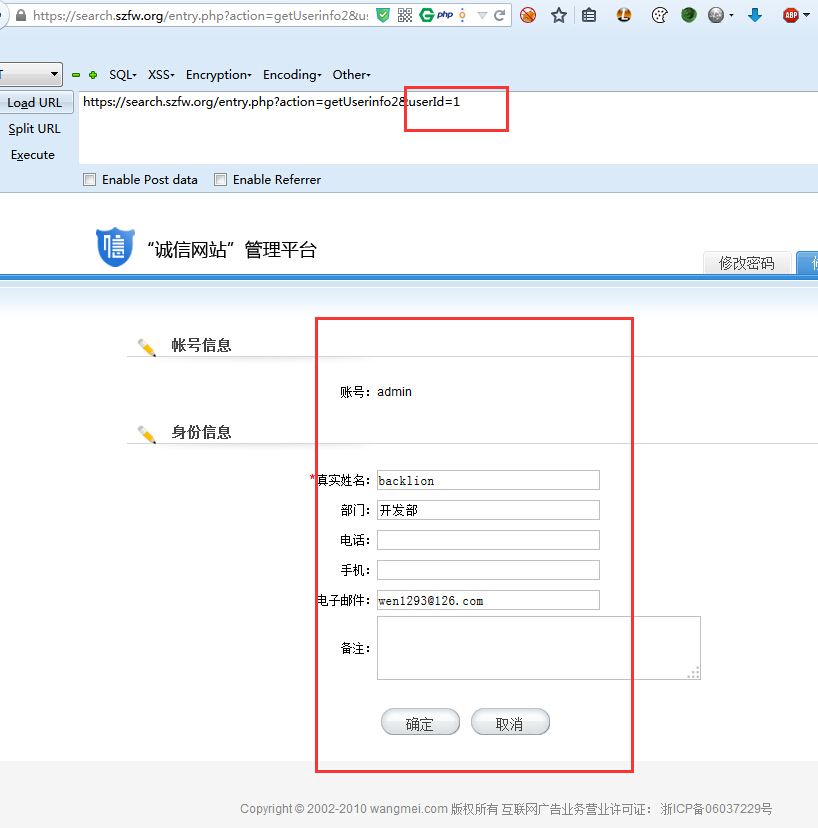 https://search.szfw.org/entry.php?action=getUserinfo2&u
php
ABP
T
SQL XSS Encryption Encoding Other
Load URL
https://search.szfw.org/entry.php?action=getUserinfo2&userId=1
Split URL
Execute
Enable Post data Enable Referrer
信 “诚信网站”管理平台
修改密码
帐号信息
账号：admin
身份信息
*真实姓名：backlion
部门：开发部
电话：
手机：
电子邮件：wen1293@126.com
备注：
确定 取消
Copyright © 2002-2010 wangmei.com 版权所有 互联网广告业务营业许可证： 浙ICP备06037229号